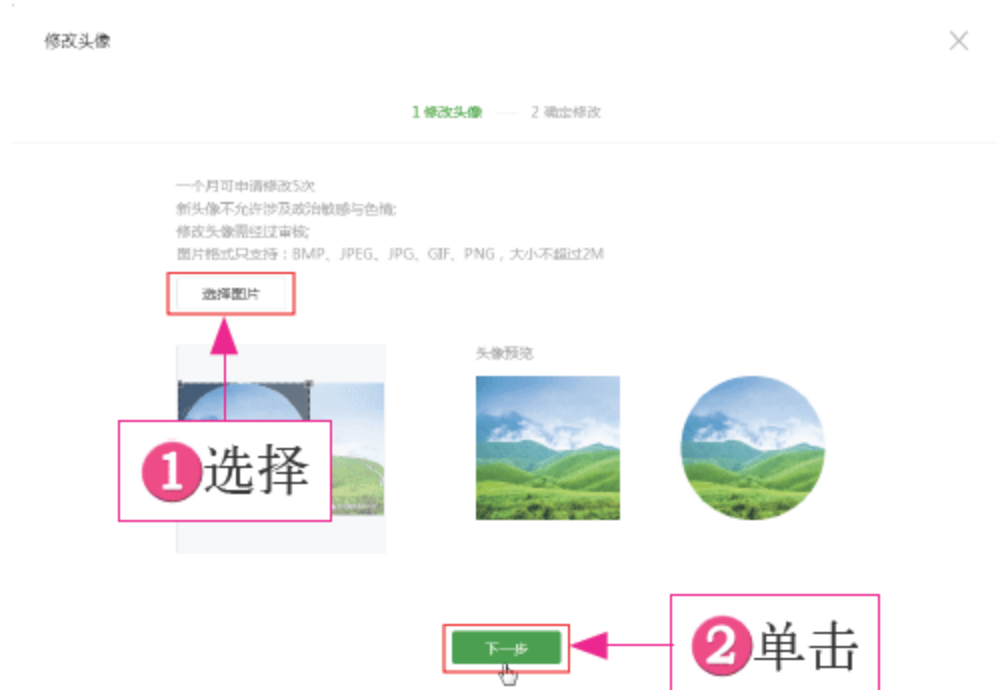 修改头像
1 修改头像 — 2 确定修改
一个月可申请修改5次
新头像不允许涉及政治敏感与色情;
修改头像需经过审核;
图片格式只支持：BMP、JPEG、JPG、GIF、PNG，大小不超过2M
选择图片
头像预览
1选择
下一步
2单击